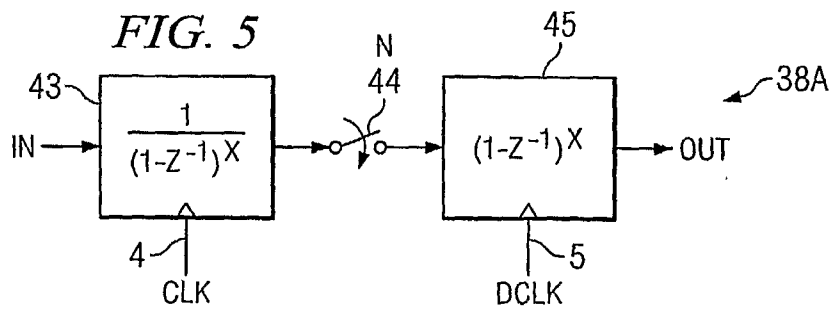 FIG. 5
N
44
45
38A
43
IN
1
(1-Z⁻¹)ˣ
(1-Z⁻¹)ˣ
OUT
4
5
CLK
DCLK